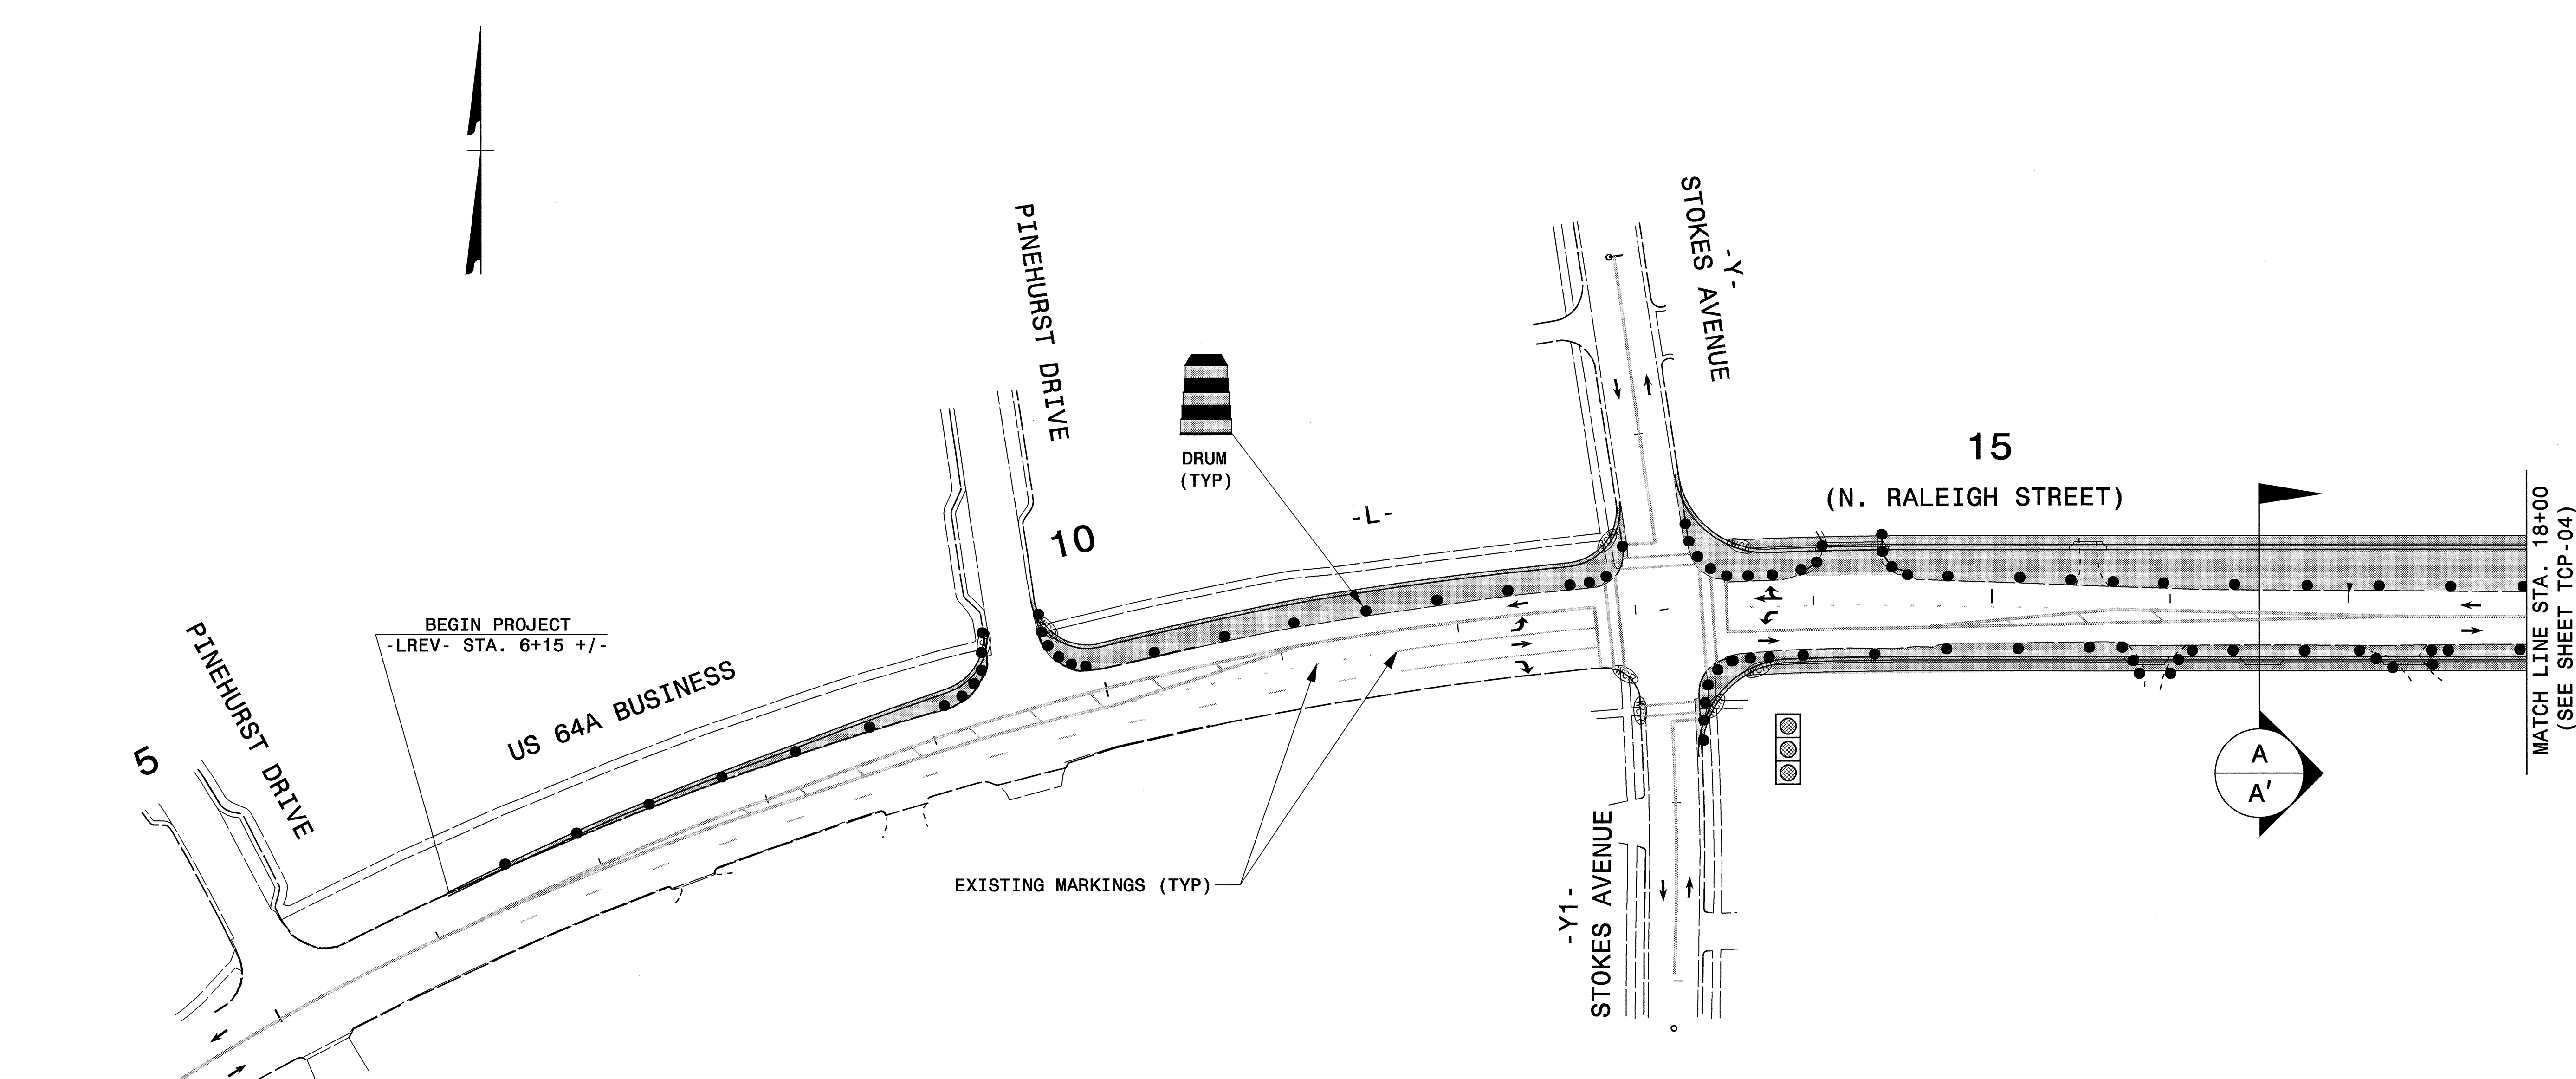 PINEHURST DRIVE
STOKES AVENUE
-Y-
DRUM
(TYP)
15
(N. RALEIGH STREET)
-L-
10
MATCH LINE STA. 18+00
(SEE SHEET TCP-04)
BEGIN PROJECT
-LREV- STA. 6+15 +/-
PINEHURST DRIVE
US 64A BUSINESS
5
A
A'
EXISTING MARKINGS (TYP)
-Y1-
STOKES AVENUE